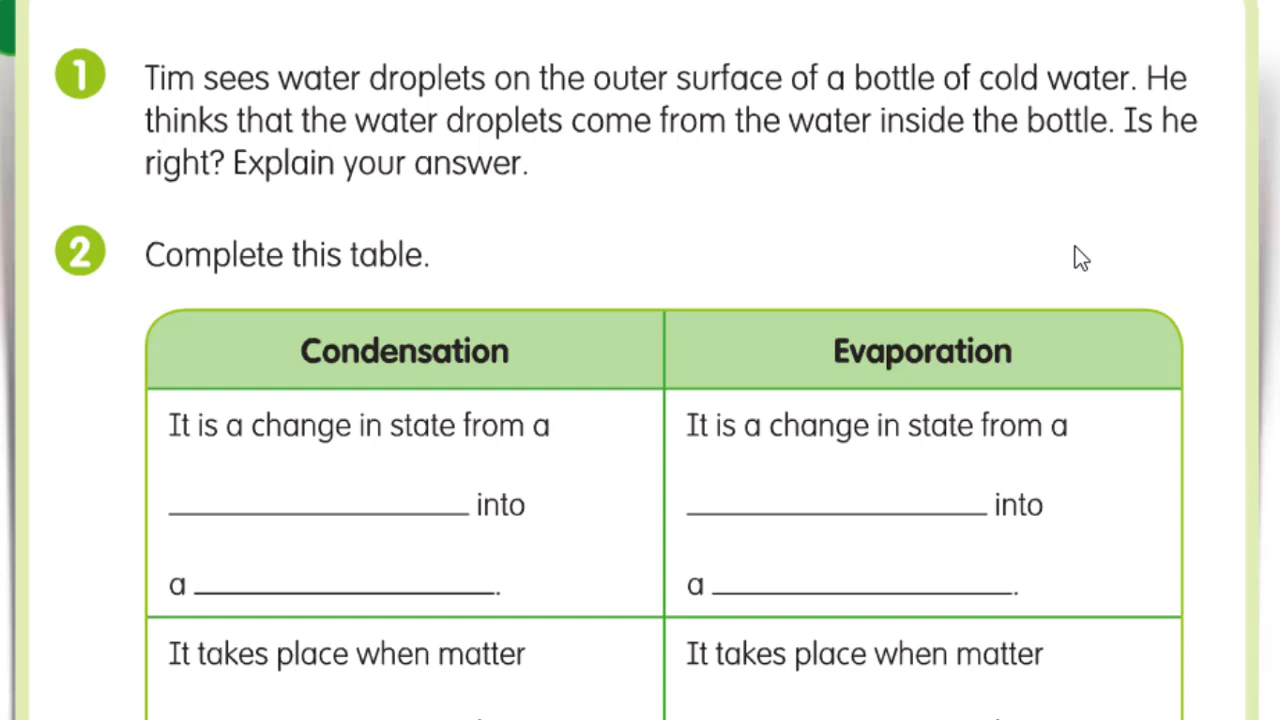 1 Tim sees water droplets on the outer surface of a bottle of cold water. He
thinks that the water droplets come from the water inside the bottle. Is he
right? Explain your answer.
2 Complete this table.
Condensation Evaporation
It is a change in state from a It is a change in state from a
into into
a . a .
It takes place when matter It takes place when matter